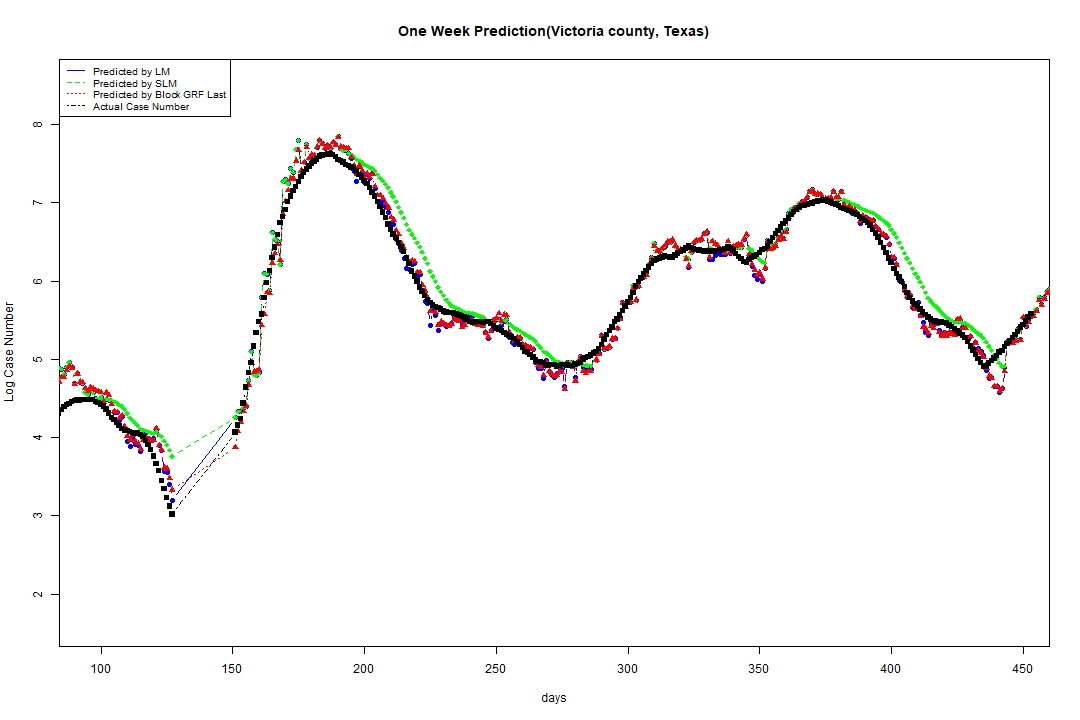 One Week Prediction(Victoria county, Texas)
Predicted by LM
Predicted by SLM
Predicted by Block GRF Last
Actual Case Number
Log Case Number
8
7
6
5
4
3
2
100 150 200 250 300 350 400 450
days